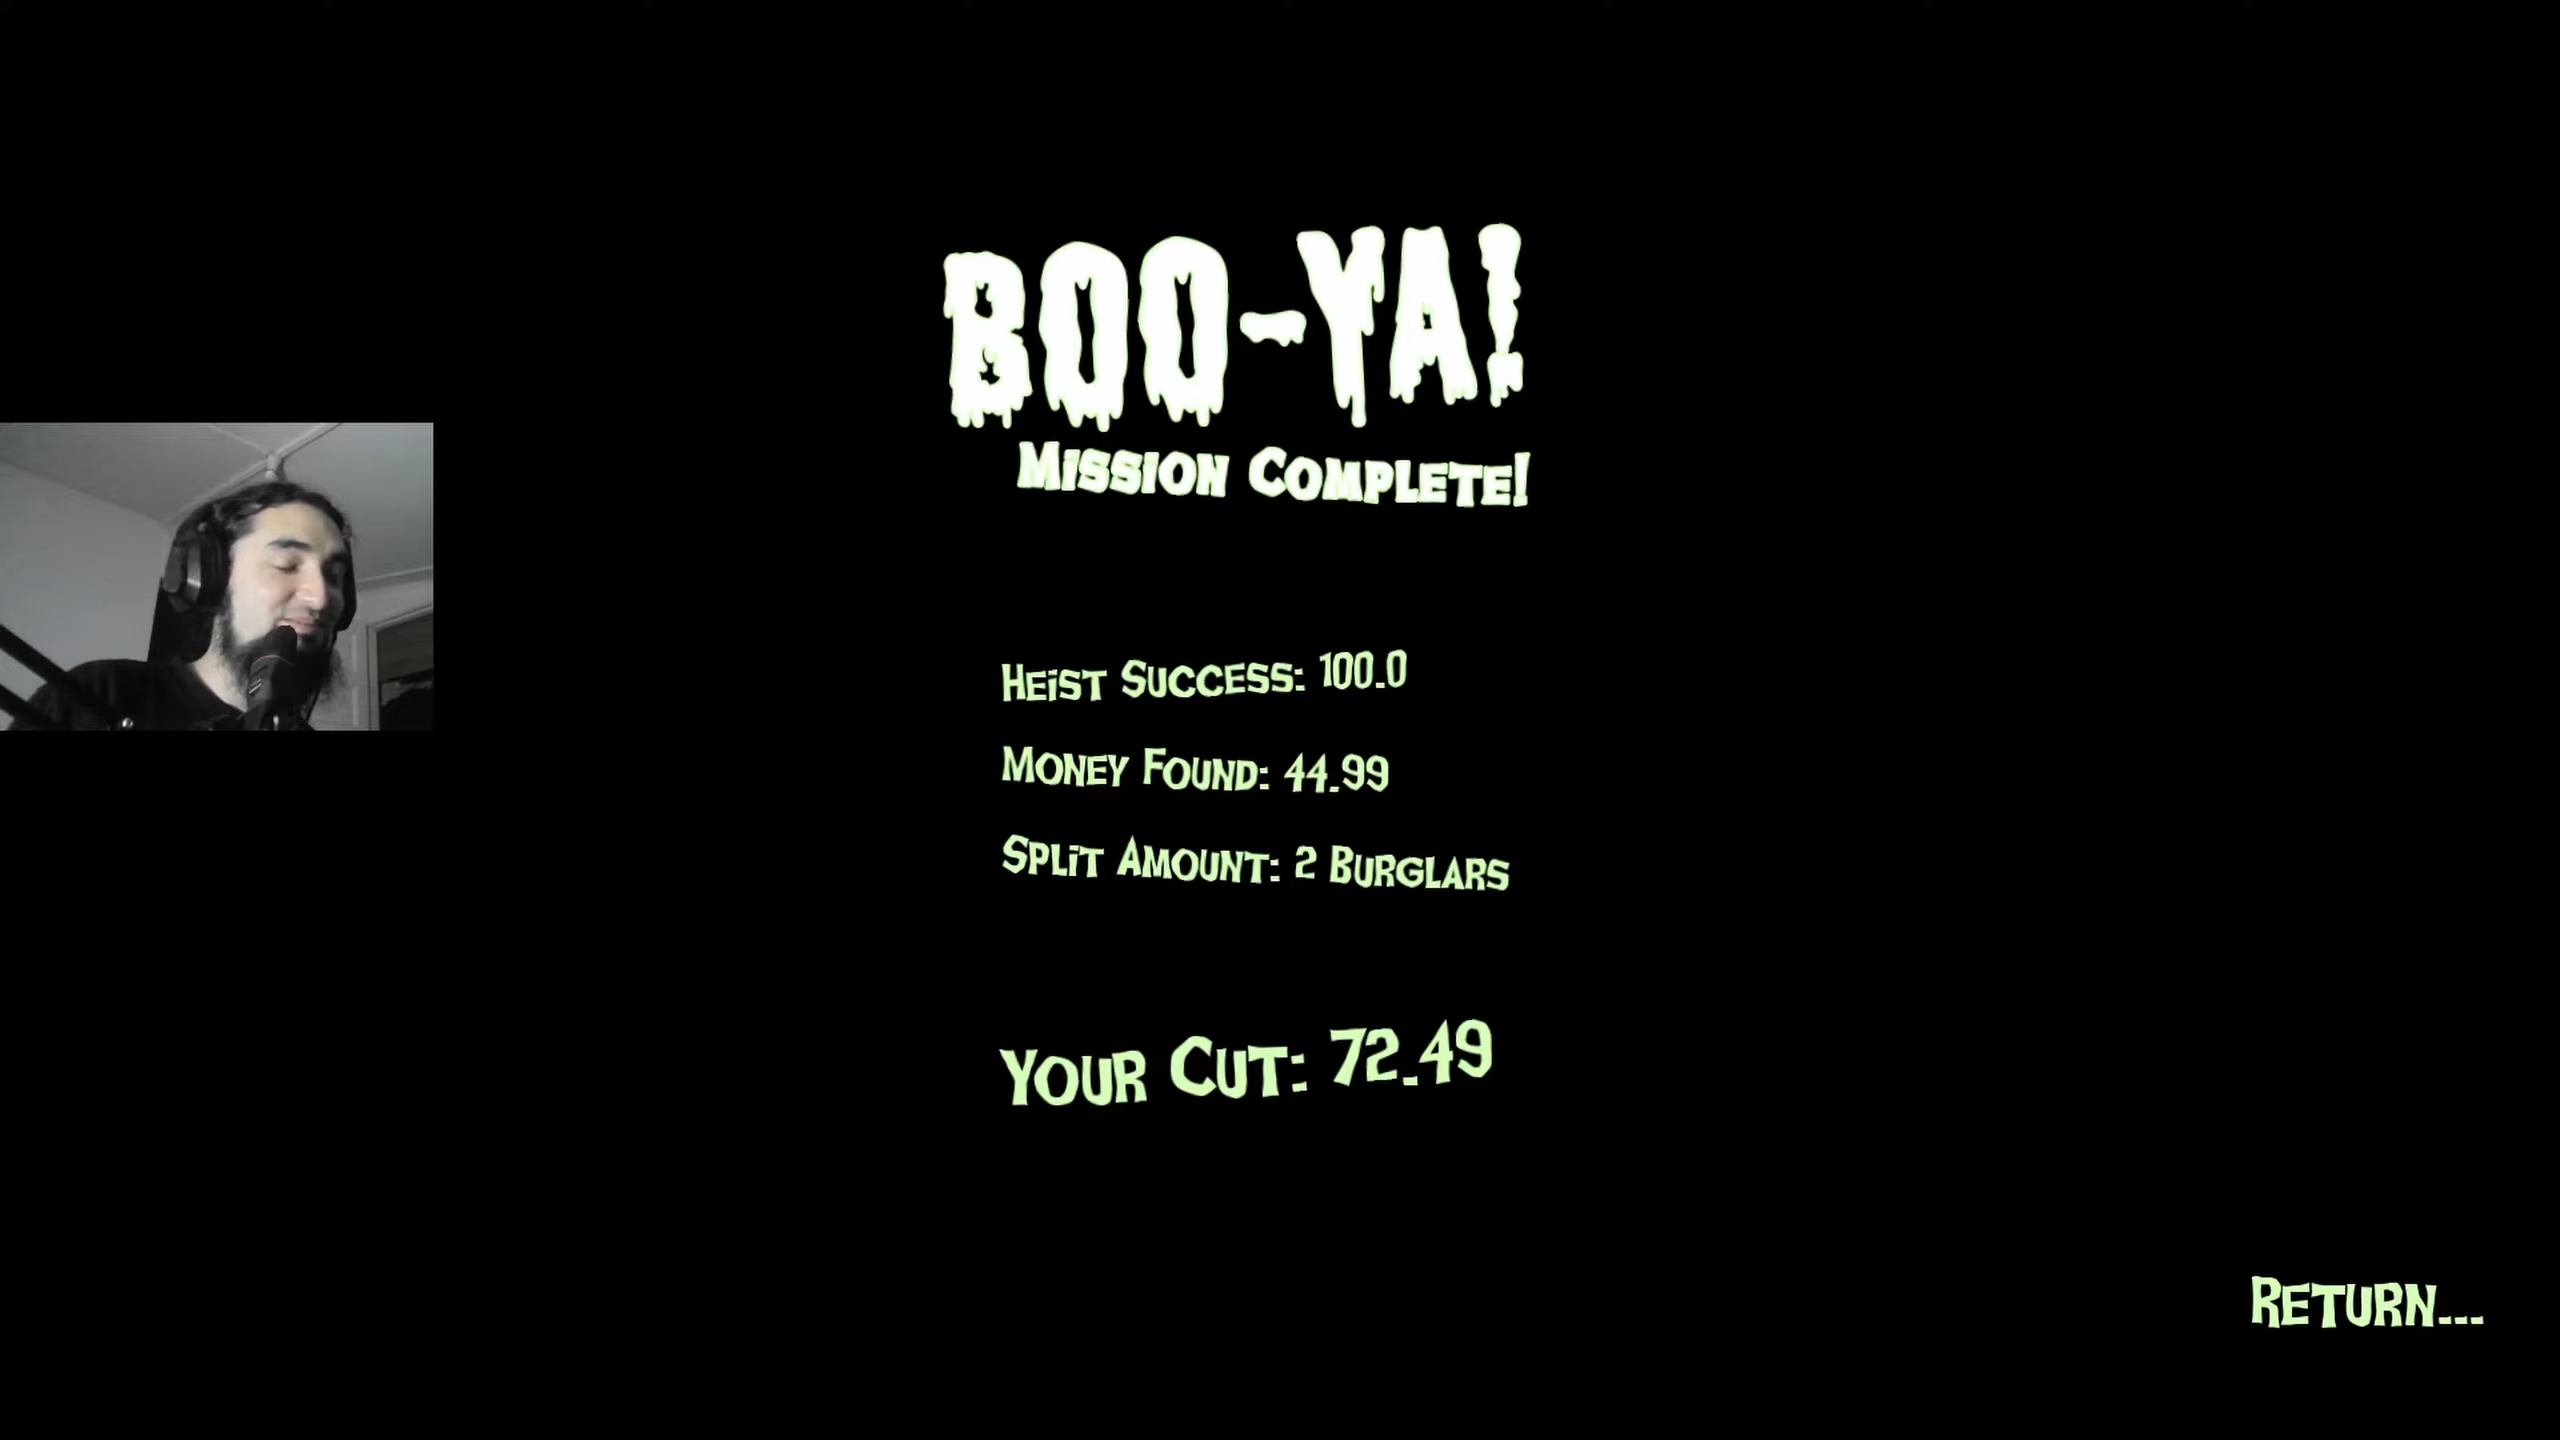 BOO-YA!
Mission Complete!
Heist Success: 100.0
Money Found: 44.99
Split Amount: 2 Burglars
Your Cut: 72.49
Return...